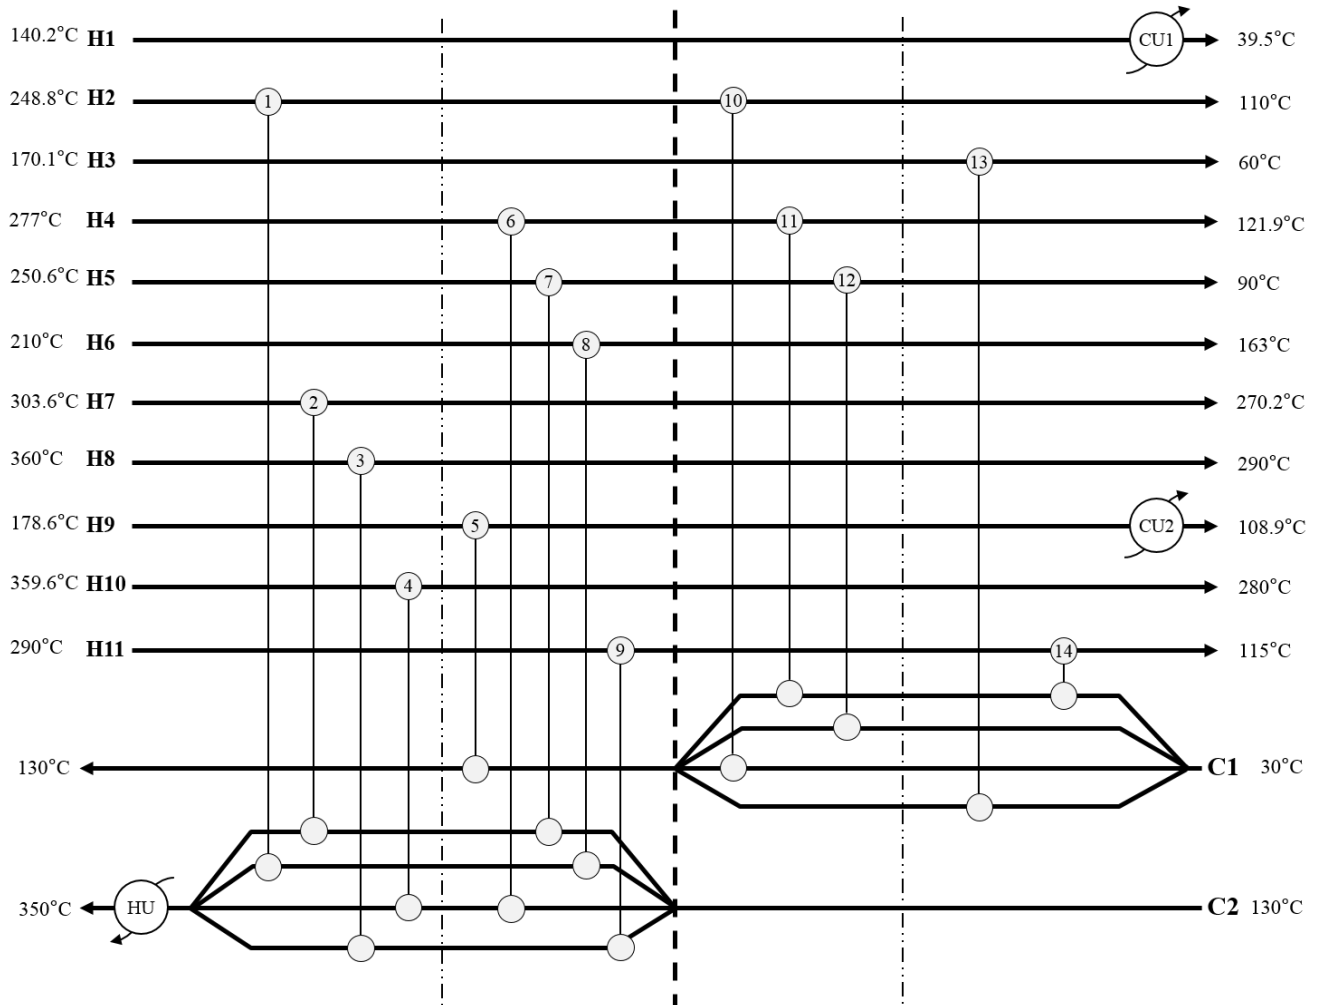 140.2°C H1 CU1 39.5°C
248.8°C H2 1 10 110°C
170.1°C H3 13 60°C
277°C H4 6 11 121.9°C
250.6°C H5 7 12 90°C
210°C H6 8 163°C
303.6°C H7 2 270.2°C
360°C H8 3 290°C
178.6°C H9 5 CU2 108.9°C
359.6°C H10 4 280°C
290°C H11 9 14 115°C
130°C C1 30°C
350°C HU C2 130°C